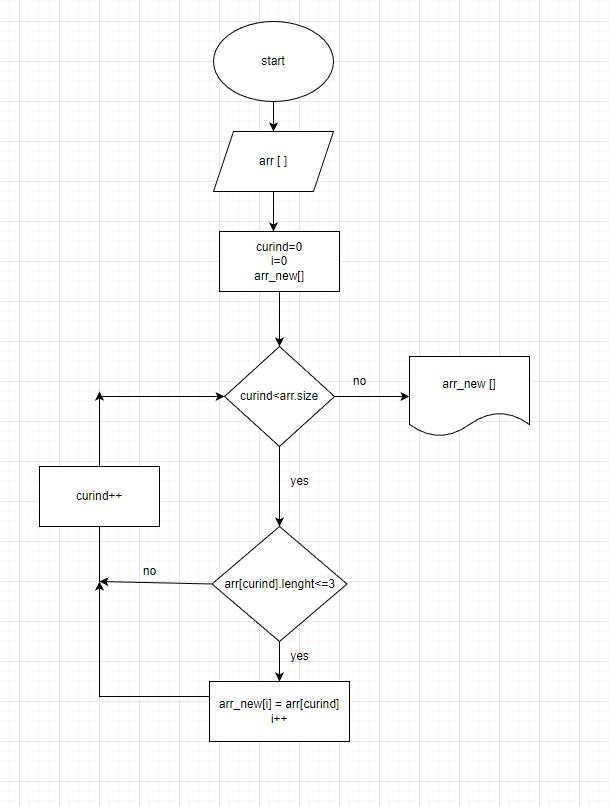 start
arr [ ]
curind=0
i=0
arr_new[]
curind<arr.size
no
arr_new []
yes
curind++
arr[curind].lenght<=3
no
yes
arr_new[i] = arr[curind]
i++